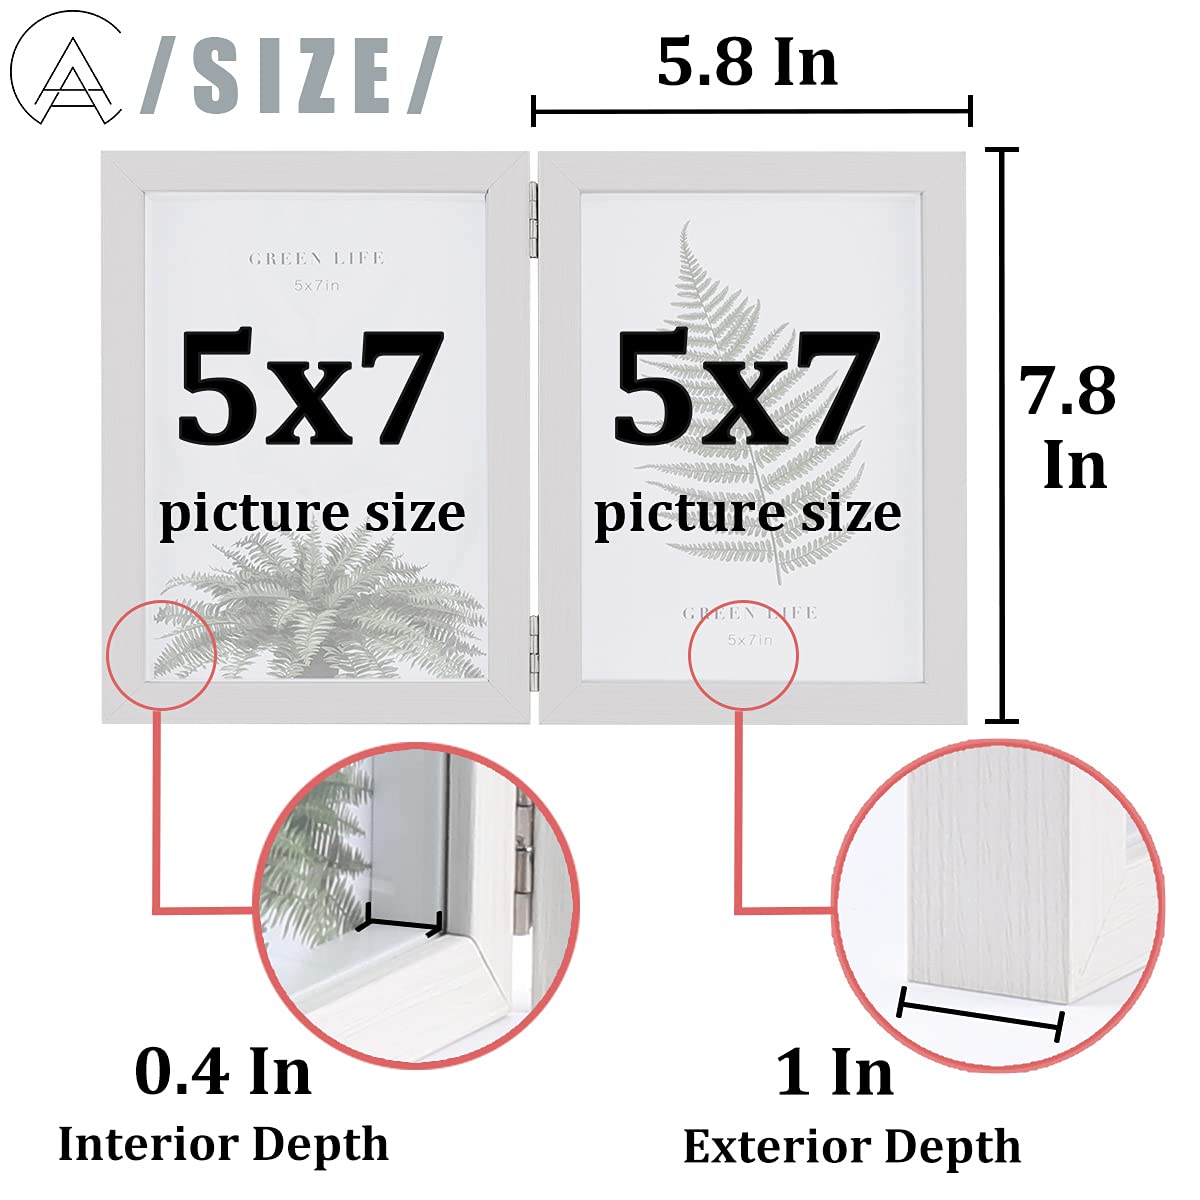 /SIZE/
5.8 In
7.8
In
GREEN LIFE
5x7in
5x7
picture size
5x7
picture size
GREEN LIFE
5x7in
0.4 In
Interior Depth
1 In
Exterior Depth